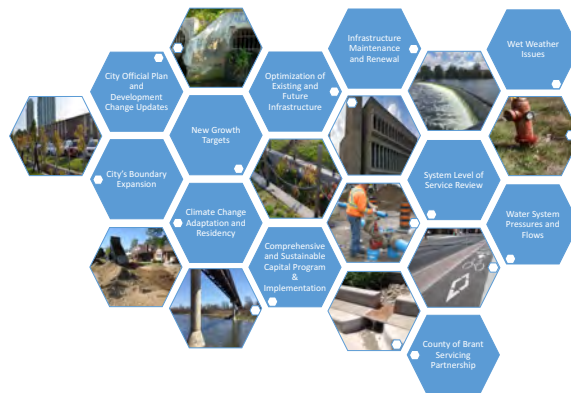 City Official Plan
and
Development
Change Updates
Optimization of
Existing and
Future
Infrastructure
Infrastructure
Maintenance
and Renewal
Wet Weather
Issues
New Growth
Targets
City's Boundary
Expansion
System Level of
Service Review
Climate Change
Adaptation and
Residency
Water System
Pressures and
Flows
Comprehensive
and Sustainable
Capital Program
&
Implementation
County of Brant
Servicing
Partnership